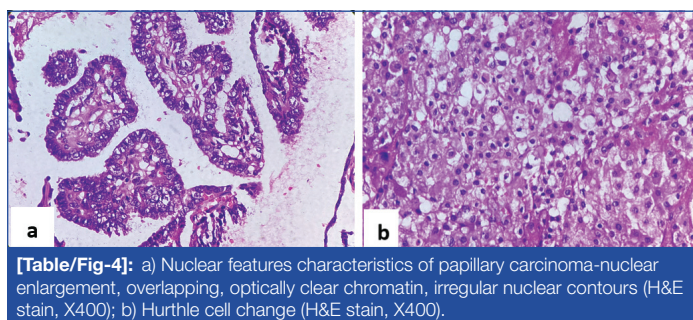 a
b
[Table/Fig-4]: a) Nuclear features characteristics of papillary carcinoma-nuclear
enlargement, overlapping, optically clear chromatin, irregular nuclear contours (H&E
stain, X400); b) Hurthle cell change (H&E stain, X400).